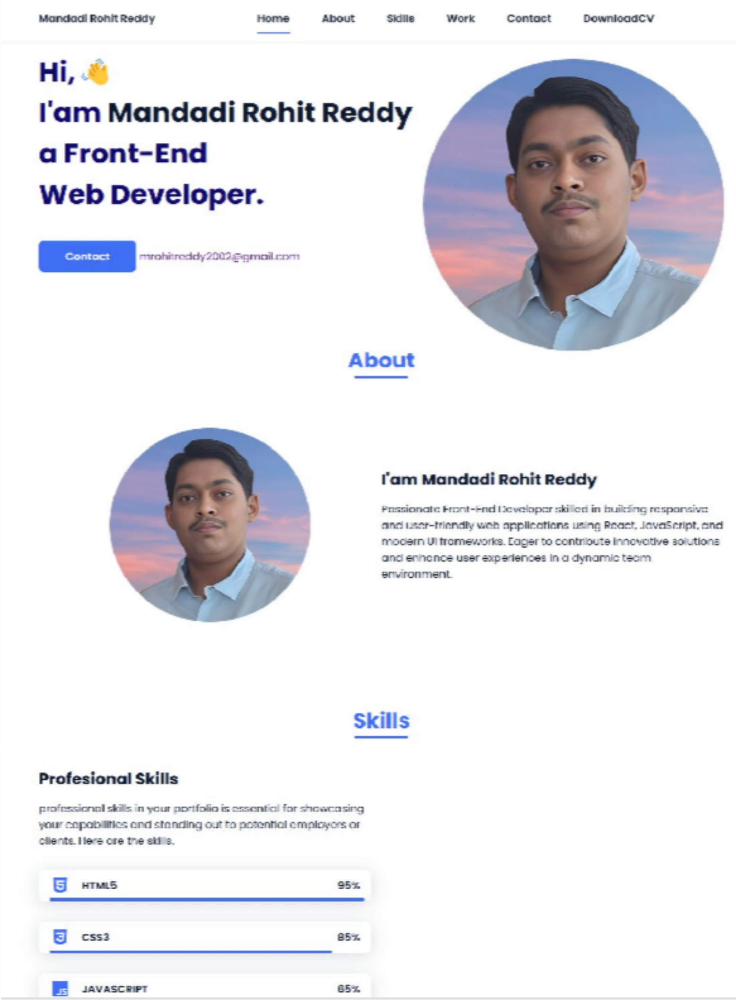 Mandadi Rohit Reddy Home About Skills Work Contact DownloadCV
Hi, 👋
I'am Mandadi Rohit Reddy
a Front-End
Web Developer.
Contact mrohitreddy2002@gmail.com
About
I'am Mandadi Rohit Reddy
Passionate Front-End Developer skilled in building responsive
and user-friendly web applications using React, JavaScript, and
modern UI frameworks. Eager to contribute innovative solutions
and enhance user experiences in a dynamic team
environment.
Skills
Profesional Skills
professional skills in your portfolio is essential for showcasing
your capabilities and standing out to potential employers or
clients. Here are the skills.
HTML5 95%
CSS3 85%
JS JAVASCRIPT 65%